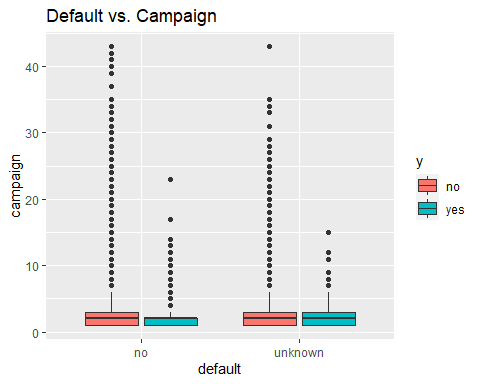 Default vs. Campaign
campaign
40
30
20
10
0
no
unknown
default
y
no
yes